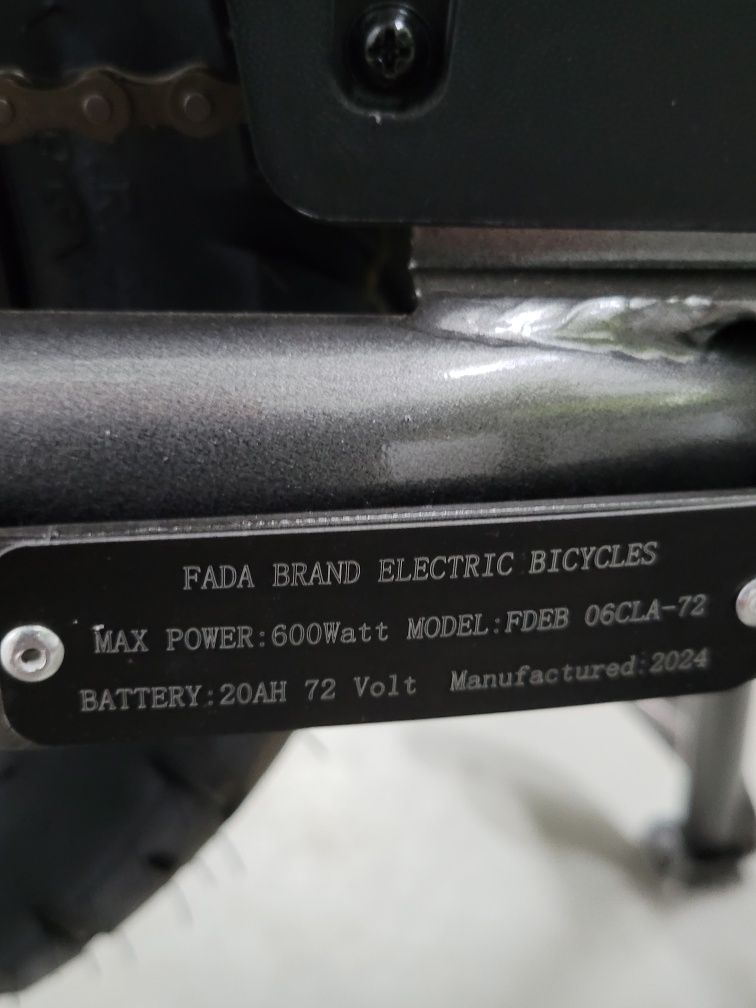 FADA BRAND ELECTRIC BICYCLES
MAX POWER:600Watt MODEL:FDEB 06CLA-72
BATTERY:20AH 72 Volt Manufactured:2024